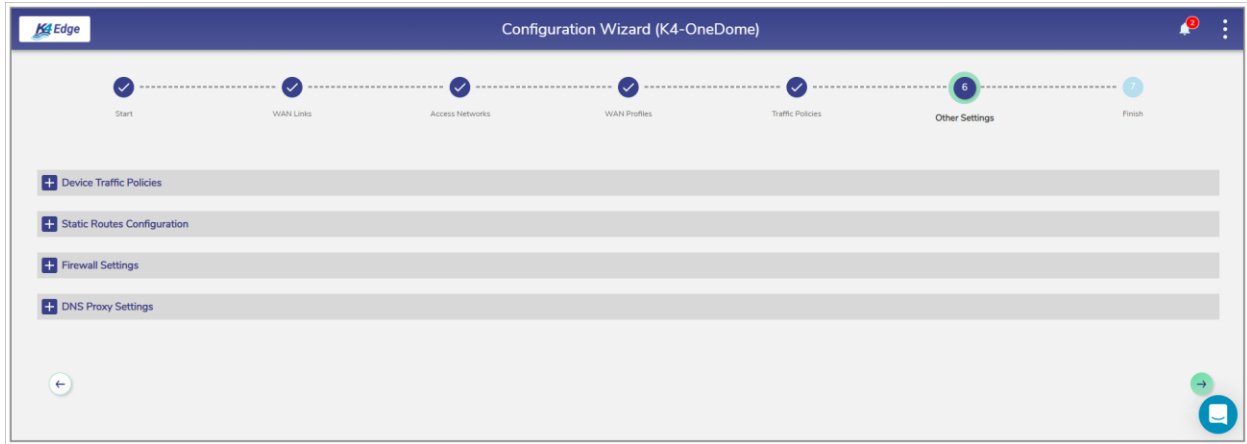 K4 Edge
Configuration Wizard (K4-OneDome)
2
6
7
Start
WAN Links
Access Networks
WAN Profiles
Traffic Policies
Other Settings
Finish
Device Traffic Policies
Static Routes Configuration
Firewall Settings
DNS Proxy Settings